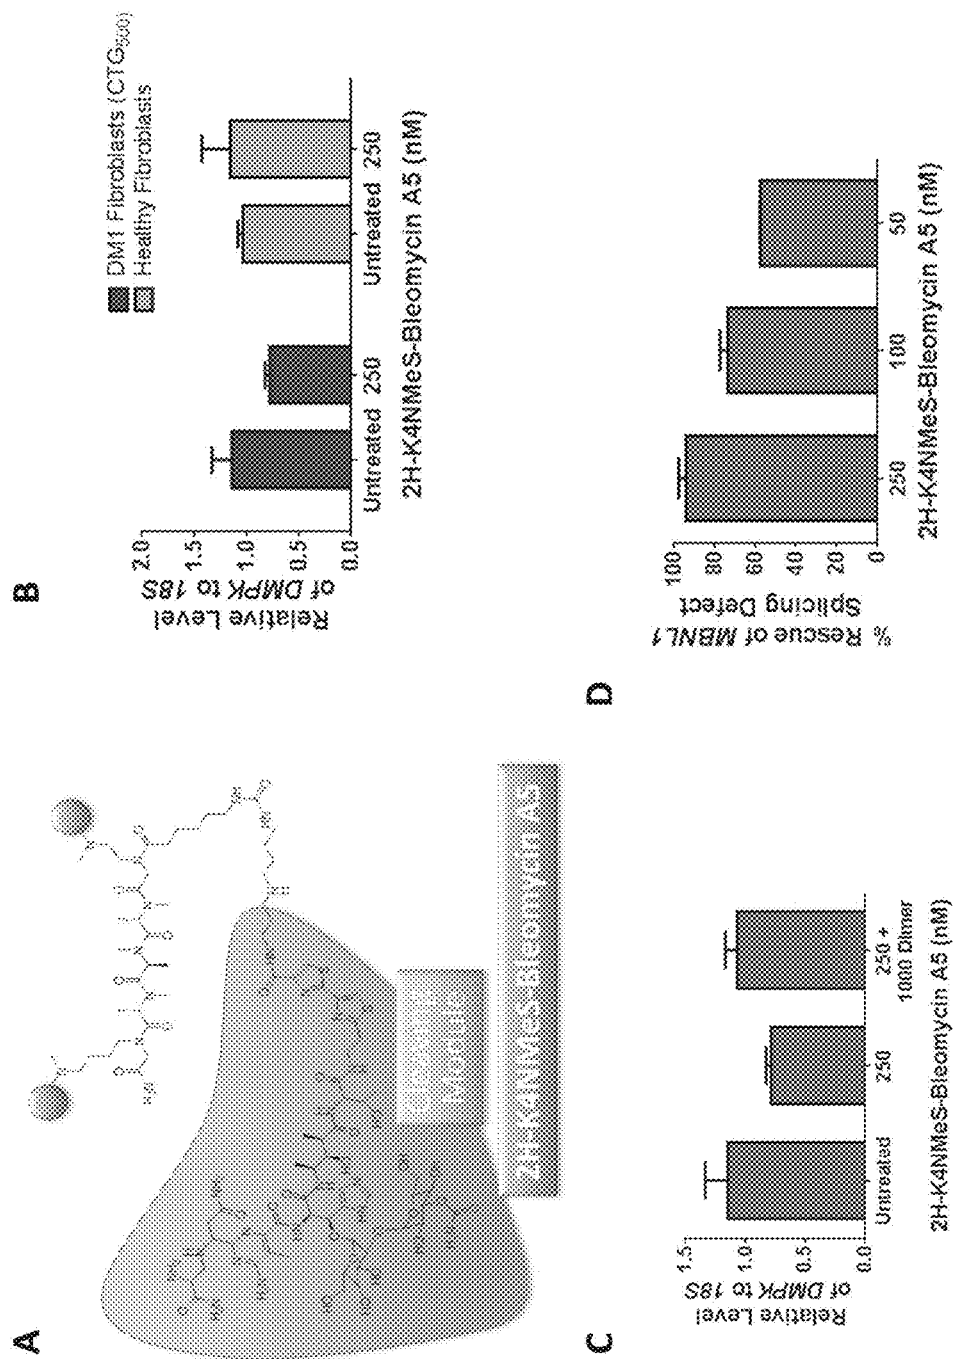 A
Cleavage
Module
2H-K4NMeS-Bleomycin A5
B
DM1 Fibroblasts (CTG500)
Healthy Fibroblasts
Relative Level
of DMPK to 18S
2.0
1.5
1.0
0.5
0.0
Untreated 250 Untreated 250
2H-K4NMeS-Bleomycin A5 (nM)
C
Relative Level
of DMPK to 18S
1.5
1.0
0.5
0.0
Untreated 250 250 +
1000 Dimer
2H-K4NMeS-Bleomycin A5 (nM)
D
% Rescue of MBNL1
Splicing Defect
100
80
60
40
20
0
250 100 50
2H-K4NMeS-Bleomycin A5 (nM)